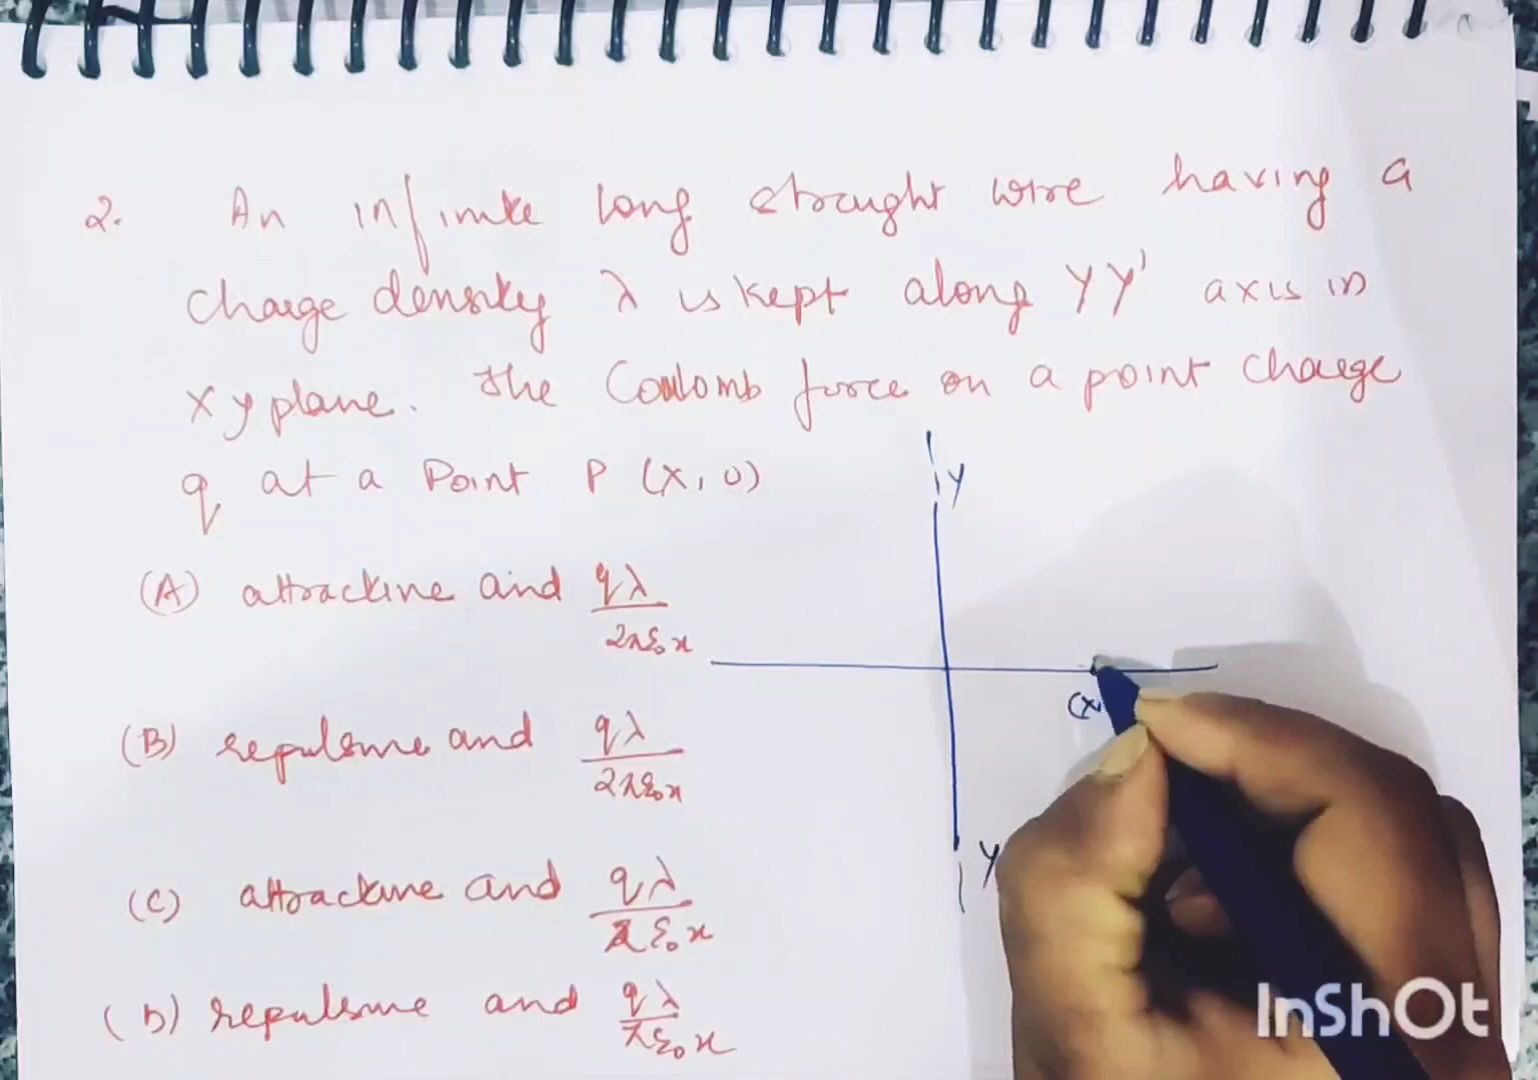 2. An infinite long straight wire having a
charge density λ is kept along YY' axis in
xy plane. The Coulomb force on a point charge
q at a Point P (x, 0)
(A) attractive and qλ/2πε₀x
(B) repulsive and qλ/2πε₀x
(C) attractive and qλ/πε₀x
(D) repulsive and qλ/πε₀x
Y
(x,
Y
InShOt